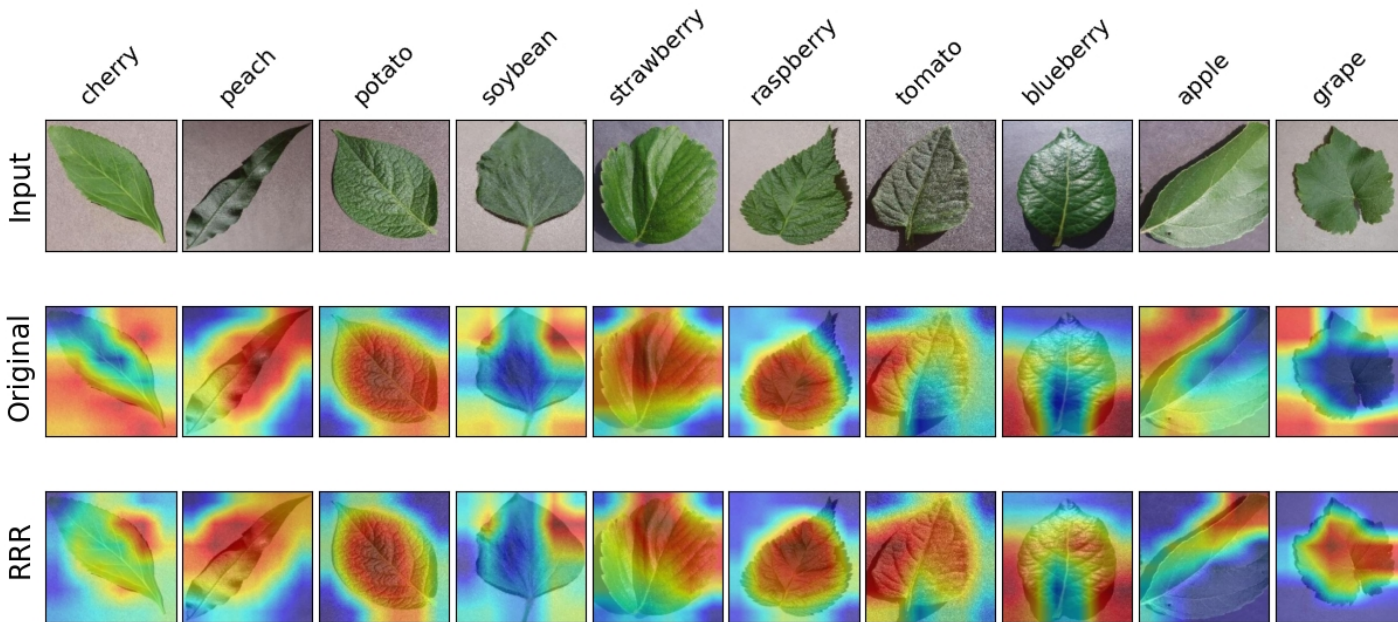 cherry
peach
potato
soybean
strawberry
raspberry
tomato
blueberry
apple
grape
Input
Original
RRR